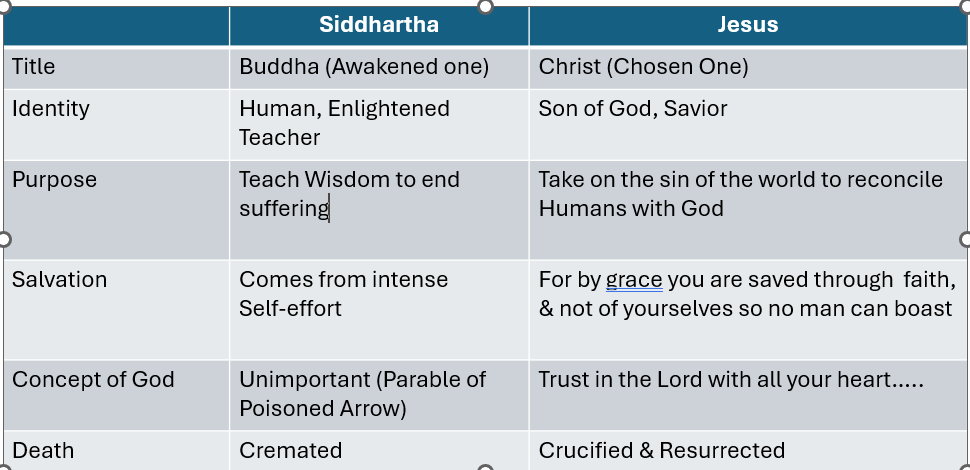 Siddhartha Jesus
Title Buddha (Awakened one) Christ (Chosen One)
Identity Human, Enlightened Son of God, Savior
Teacher
Purpose Teach Wisdom to end Take on the sin of the world to reconcile
suffering Humans with God
Salvation Comes from intense For by grace you are saved through  faith,
Self-effort & not of yourselves so no man can boast
Concept of God Unimportant (Parable of Trust in the Lord with all your heart.....
Poisoned Arrow)
Death Cremated Crucified & Resurrected